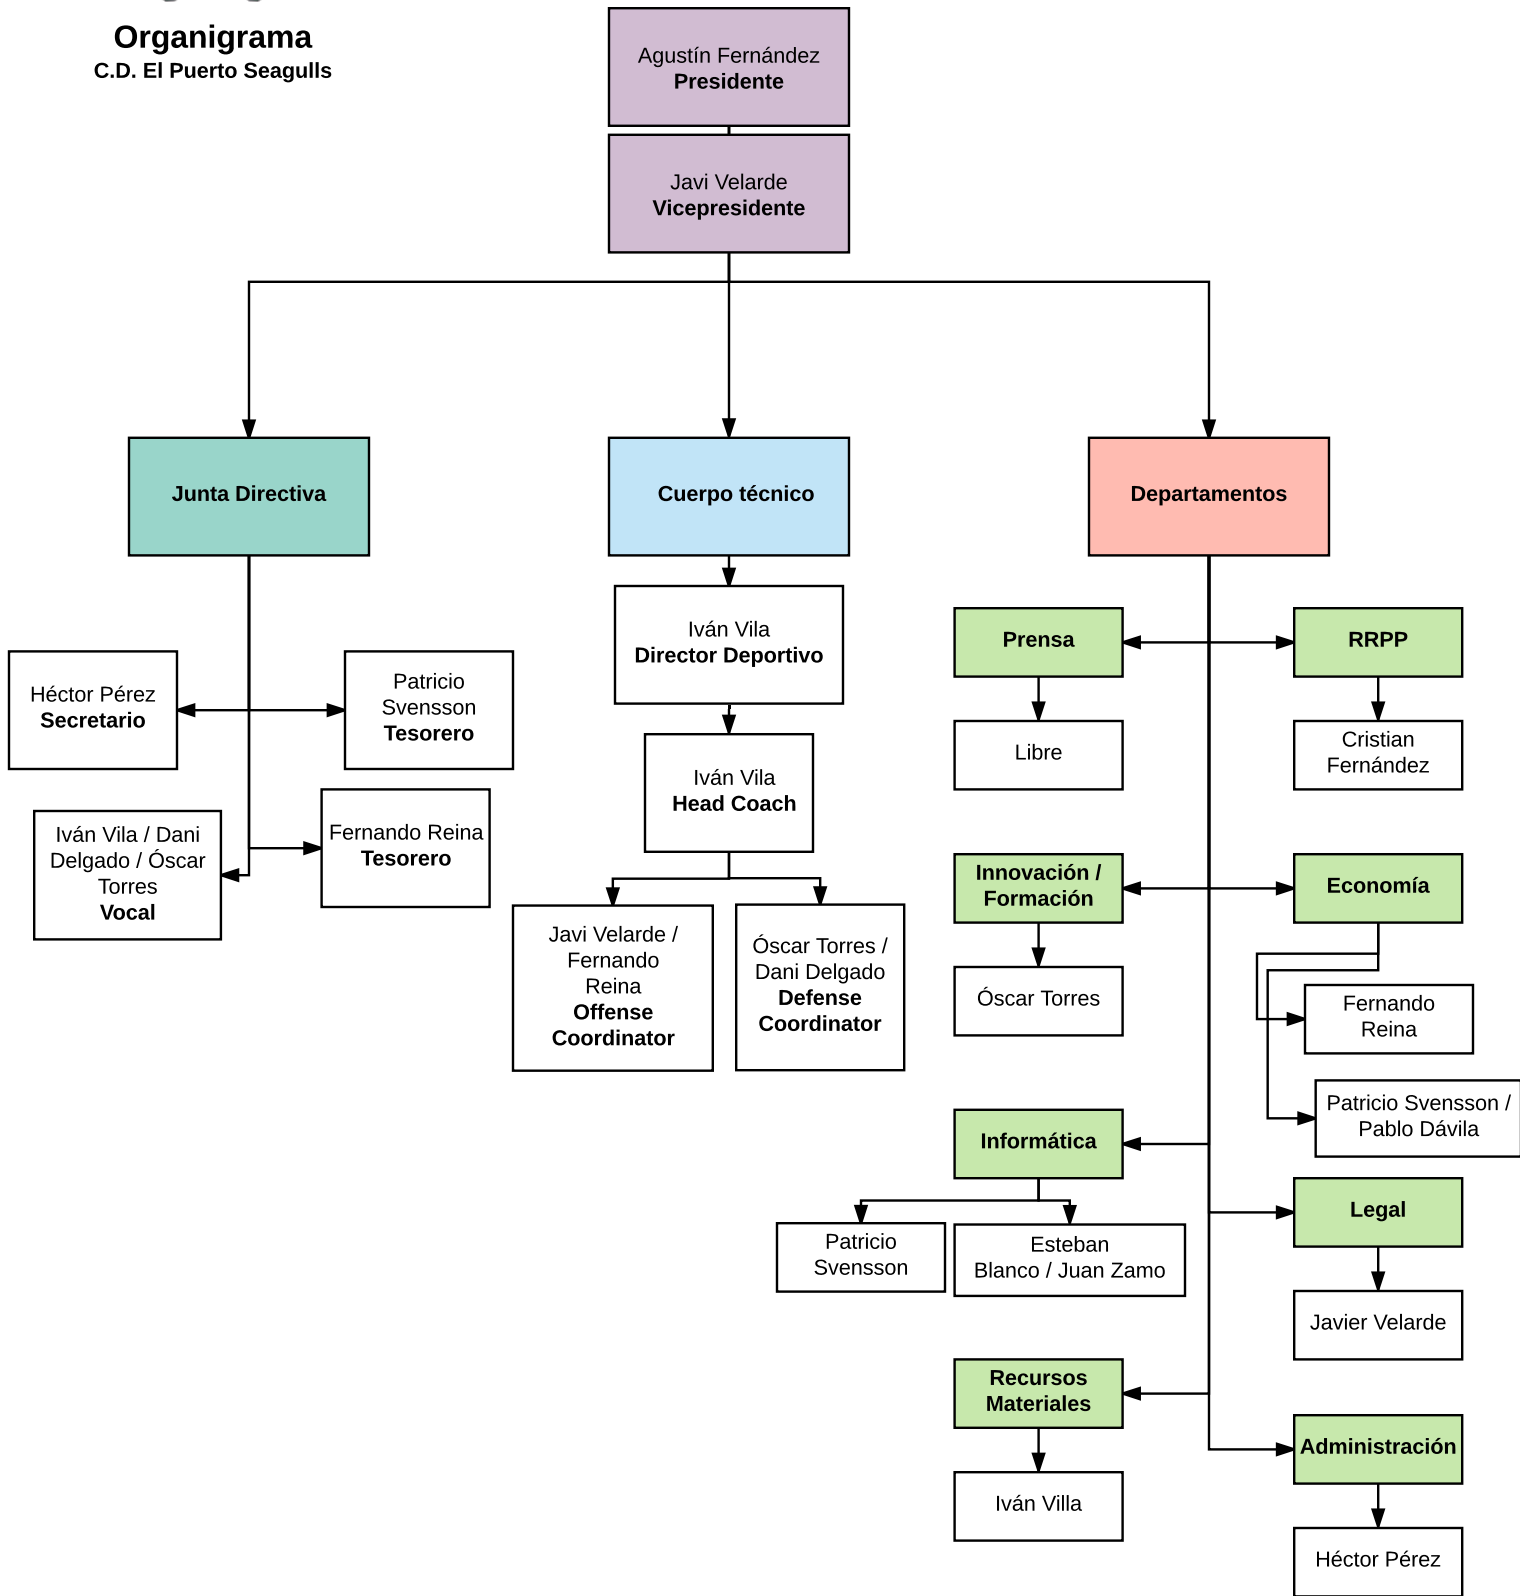 Organigrama
C.D. El Puerto Seagulls
Agustín Fernández
Presidente
Javi Velarde
Vicepresidente
Junta Directiva
Cuerpo técnico
Departamentos
Héctor Pérez
Secretario
Patricio
Svensson
Tesorero
Iván Vila / Dani
Delgado / Óscar
Torres
Vocal
Fernando Reina
Tesorero
Iván Vila
Director Deportivo
Iván Vila
Head Coach
Javi Velarde /
Fernando
Reina
Offense
Coordinator
Óscar Torres /
Dani Delgado
Defense
Coordinator
Prensa
Libre
RRPP
Cristian
Fernández
Innovación /
Formación
Óscar Torres
Economía
Fernando
Reina
Patricio Svensson /
Pablo Dávila
Informática
Patricio
Svensson
Esteban
Blanco / Juan Zamo
Legal
Javier Velarde
Recursos
Materiales
Iván Villa
Administración
Héctor Pérez